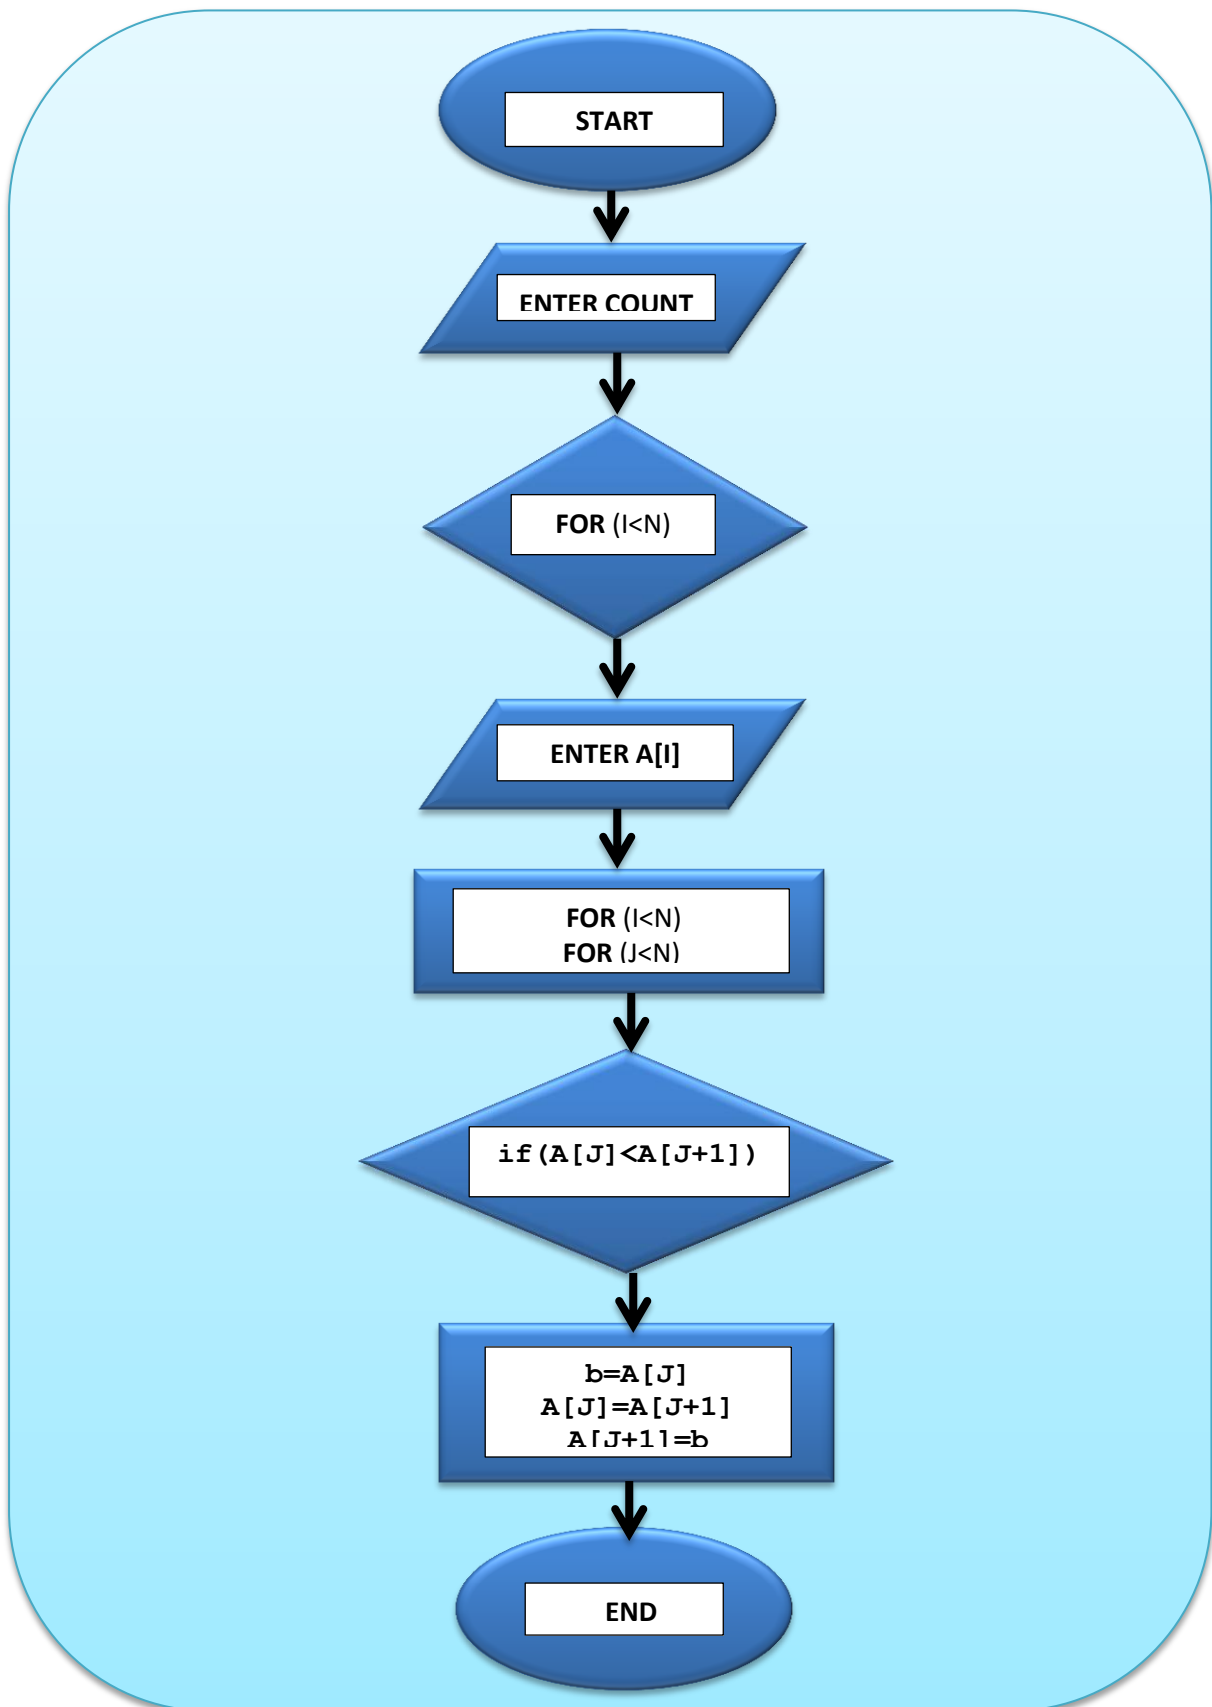 START
ENTER COUNT
FOR (I<N)
ENTER A[I]
FOR (I<N)
FOR (J<N)
if(A[J]<A[J+1])
b=A[J]
A[J]=A[J+1]
A[J+1]=b
END